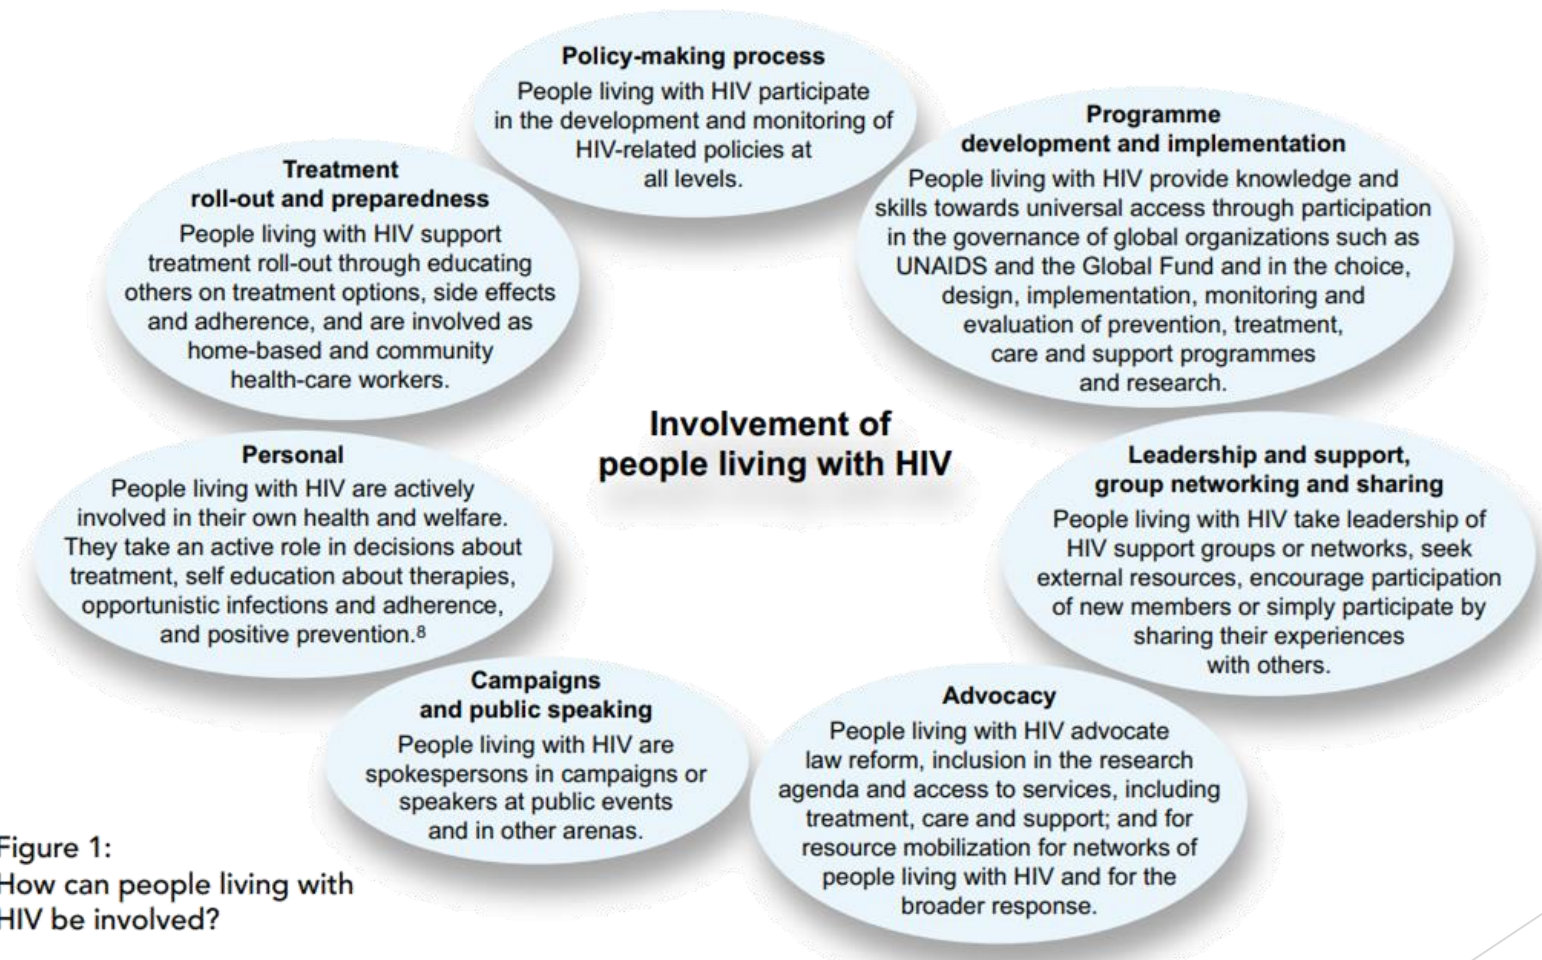 Policy-making process
People living with HIV participate
in the development and monitoring of
HIV-related policies at
all levels.
Programme
development and implementation
People living with HIV provide knowledge and
skills towards universal access through participation
in the governance of global organizations such as
UNAIDS and the Global Fund and in the choice,
design, implementation, monitoring and
evaluation of prevention, treatment,
care and support programmes
and research.
Treatment
roll-out and preparedness
People living with HIV support
treatment roll-out through educating
others on treatment options, side effects
and adherence, and are involved as
home-based and community
health-care workers.
Involvement of
people living with HIV
Personal
People living with HIV are actively
involved in their own health and welfare.
They take an active role in decisions about
treatment, self education about therapies,
opportunistic infections and adherence,
and positive prevention.8
Leadership and support,
group networking and sharing
People living with HIV take leadership of
HIV support groups or networks, seek
external resources, encourage participation
of new members or simply participate by
sharing their experiences
with others.
Campaigns
and public speaking
People living with HIV are
spokespersons in campaigns or
speakers at public events
and in other arenas.
Advocacy
People living with HIV advocate
law reform, inclusion in the research
agenda and access to services, including
treatment, care and support; and for
resource mobilization for networks of
people living with HIV and for the
broader response.
Figure 1:
How can people living with
HIV be involved?